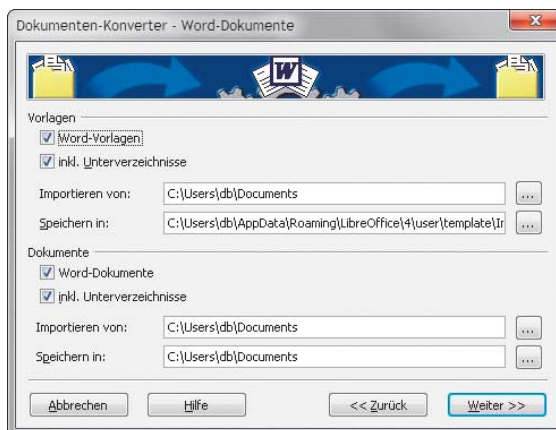 Dokumenten-Konverter - Word-Dokumente
W
Vorlagen
Word-Vorlagen
inkl. Unterverzeichnisse
Importieren von: C:\Users\db\Documents ...
Speichern in: C:\Users\db\AppData\Roaming\LibreOffice\4\user\template\Ir ...
Dokumente
Word-Dokumente
inkl. Unterverzeichnisse
Importieren von: C:\Users\db\Documents ...
Speichern in: C:\Users\db\Documents ...
Abbrechen Hilfe << Zurück Weiter >>